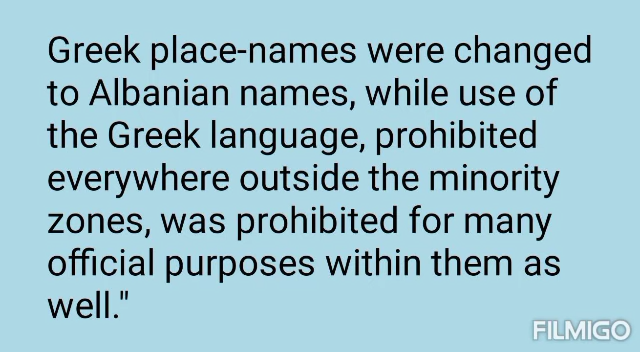 Greek place-names were changed
to Albanian names, while use of
the Greek language, prohibited
everywhere outside the minority
zones, was prohibited for many
official purposes within them as
well."
FILMIGO